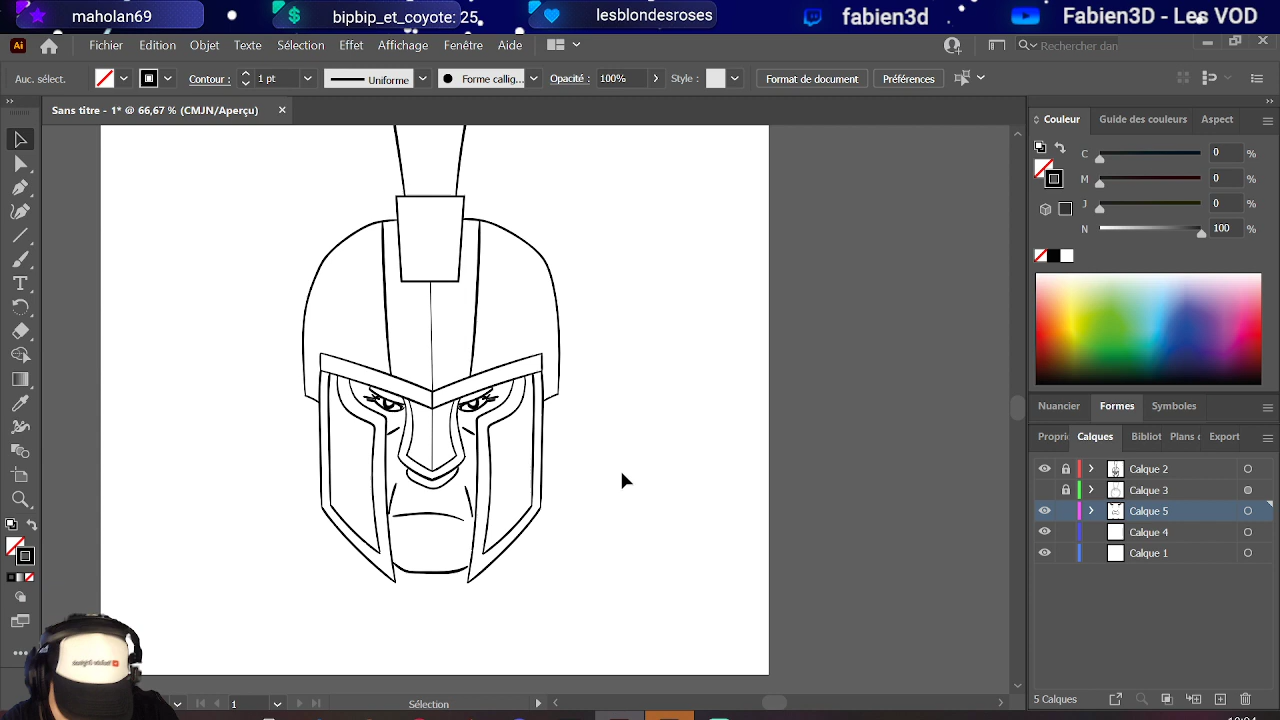 maholan69 bipbip_et_coyote: 25 lesblondesroses fabien3d Fabien3D - Les VOD
Ai Fichier Edition Objet Texte Sélection Effet Affichage Fenêtre Aide Rechercher dan
Auc. sélect. Contour : 1 pt Uniforme Forme callig... Opacité : 100% Style : Format de document Préférences
Sans titre - 1* @ 66,67 % (CMJN/Aperçu)
Couleur Guide des couleurs Aspect
C 0 %
M 0 %
J 0 %
N 100 %
Nuancier Formes Symboles
Proprié Calques Bibliot Plans d Export
Calque 2
Calque 3
Calque 5
Calque 4
Calque 1
1 Sélection 5 Calques